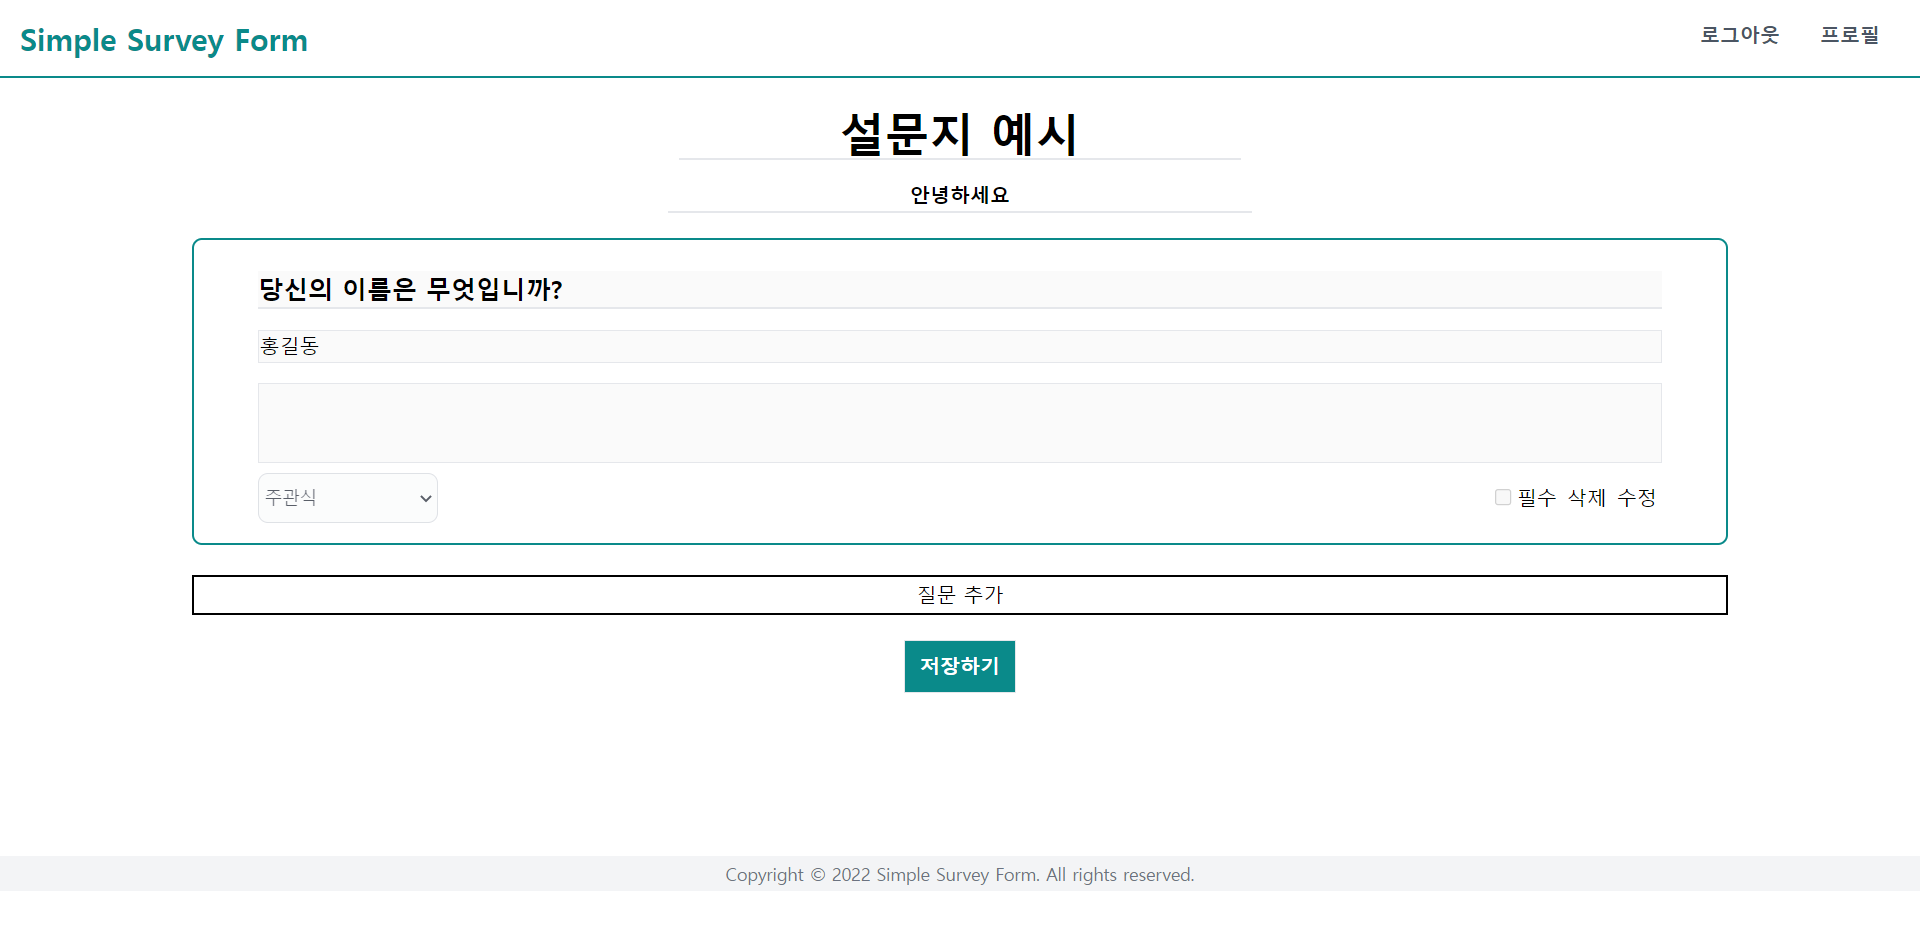 Simple Survey Form
로그아웃 프로필
설문지 예시
안녕하세요
당신의 이름은 무엇입니까?
홍길동
주관식
필수 삭제 수정
질문 추가
저장하기
Copyright © 2022 Simple Survey Form. All rights reserved.